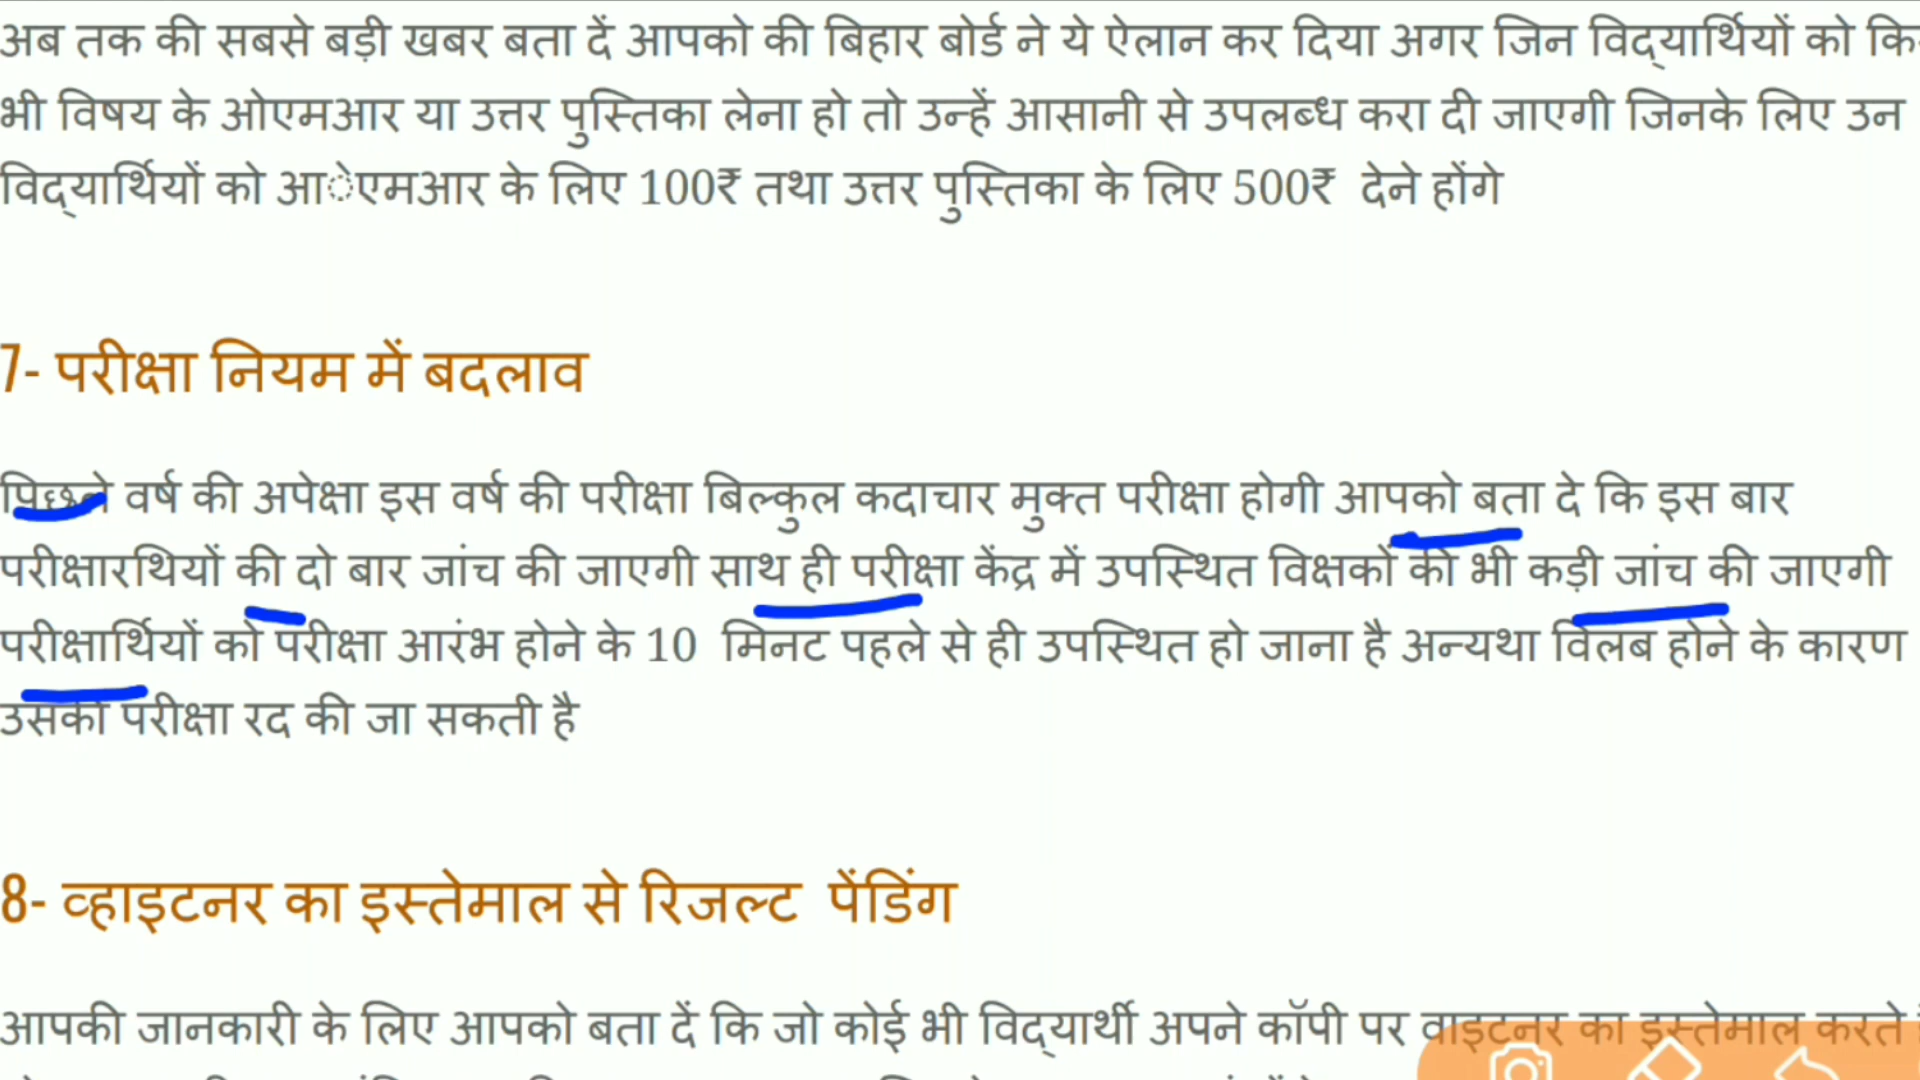 अब तक की सबसे बड़ी खबर बता दें आपको की बिहार बोर्ड ने ये ऐलान कर दिया अगर जिन विद्यार्थियों को
भी विषय के ओएमआर या उत्तर पुस्तिका लेना हो तो उन्हें आसानी से उपलब्ध करा दी जाएगी जिनके लिए उन
विद्यार्थियों को आेएमआर के लिए 100₹ तथा उत्तर पुस्तिका के लिए 500₹ देने होंगे
7- परीक्षा नियम में बदलाव
पिछले वर्ष की अपेक्षा इस वर्ष की परीक्षा बिल्कुल कदाचार मुक्त परीक्षा होगी आपको बता दे कि इस बार
परीक्षारथियों की दो बार जांच की जाएगी साथ ही परीक्षा केंद्र में उपस्थित विक्षकों की भी कड़ी जांच की जाएगी
परीक्षार्थियों को परीक्षा आरंभ होने के 10 मिनट पहले से ही उपस्थित हो जाना है अन्यथा विलब होने के कारण
उसकी परीक्षा रद की जा सकती है
8- व्हाइटनर का इस्तेमाल से रिजल्ट पेंडिंग
आपकी जानकारी के लिए आपको बता दें कि जो कोई भी विद्यार्थी अपने कॉपी पर वाइटनर का इस्तेमाल करते